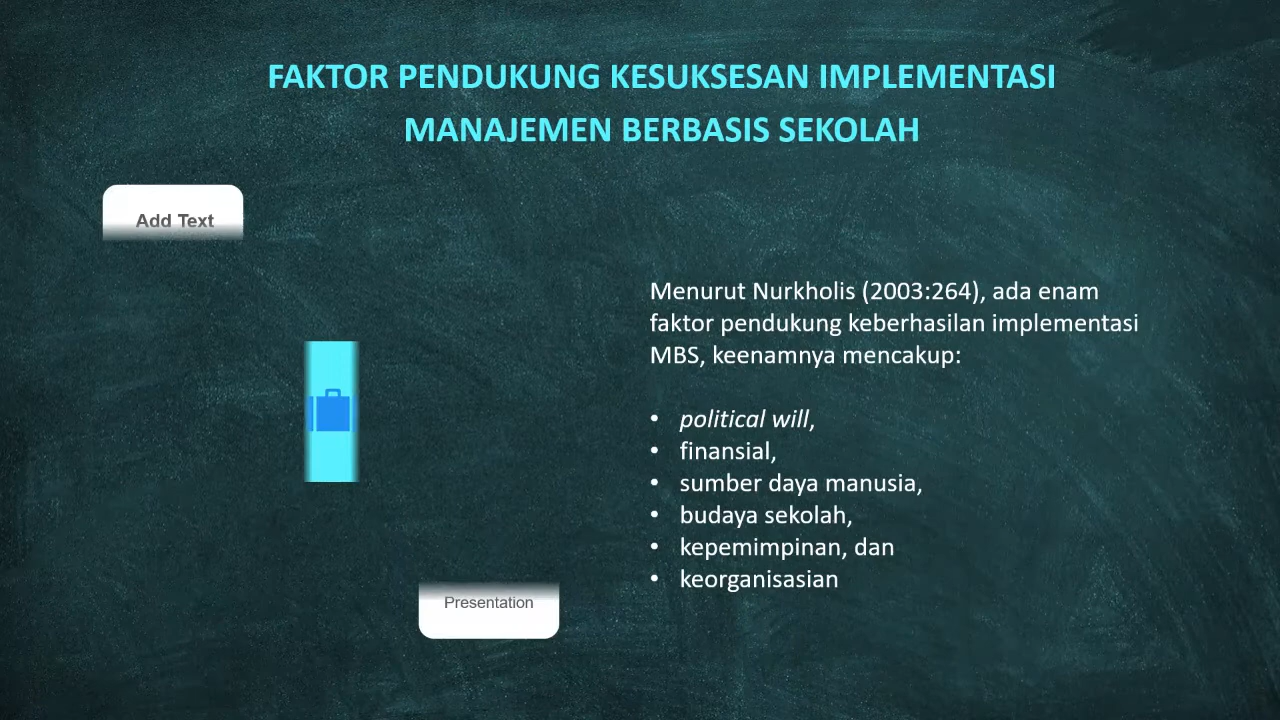 FAKTOR PENDUKUNG KESUKSESAN IMPLEMENTASI
MANAJEMEN BERBASIS SEKOLAH
Add Text
Menurut Nurkholis (2003:264), ada enam
faktor pendukung keberhasilan implementasi
MBS, keenamnya mencakup:
• political will,
• finansial,
• sumber daya manusia,
• budaya sekolah,
• kepemimpinan, dan
• keorganisasian
Presentation